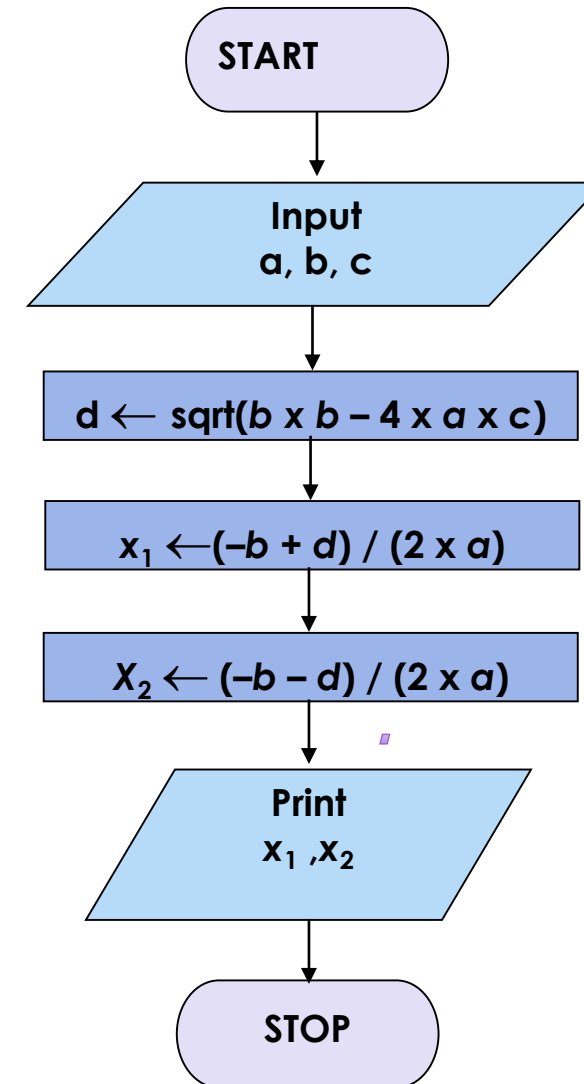 START
Input
a, b, c
d ← sqrt(b x b – 4 x a x c)
x₁ ←(–b + d) / (2 x a)
X₂ ← (–b – d) / (2 x a)
Print
x₁ ,x₂
STOP